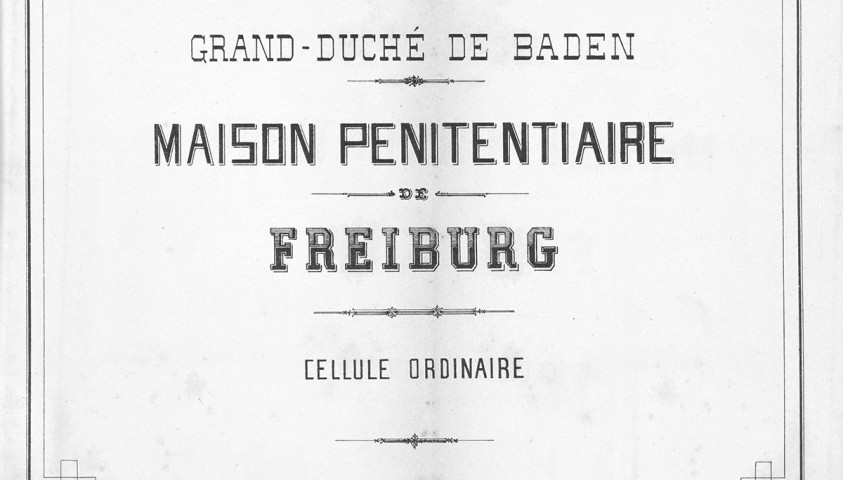 GRAND-DUCHÉ DE BADEN
MAISON PENITENTIAIRE
DE
FREIBURG
CELLULE ORDINAIRE